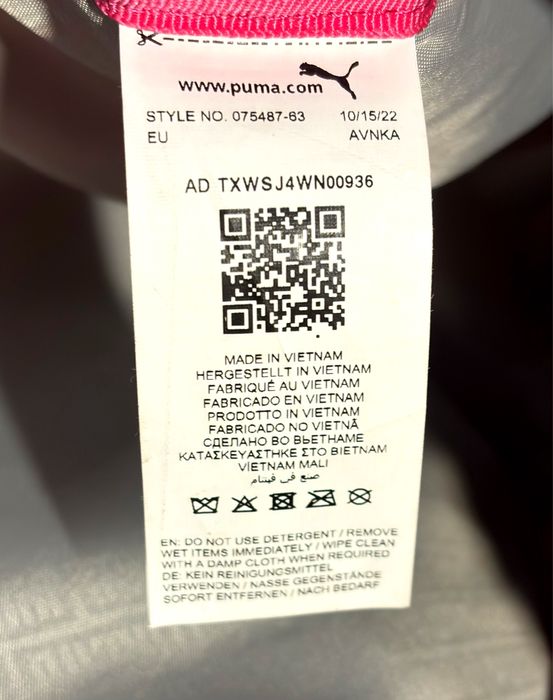 www.puma.com
STYLE NO. 075487-63 10/15/22
EU AVNKA
AD TXWSJ4WN00936
MADE IN VIETNAM
HERGESTELLT IN VIETNAM
FABRIQUÉ AU VIETNAM
FABRICADO EN VIETNAM
PRODOTTO IN VIETNAM
FABRICADO NO VIETNÃ
СДЕЛАНО ВО ВЬЕТНАМЕ
ΚΑΤΑΣΚΕΥΑΣΤΗΚΕ ΣΤΟ ΒΙΕΤΝΑΜ
VİETNAM MALI
صنع في فيتنام
EN: DO NOT USE DETERGENT / REMOVE
WET ITEMS IMMEDIATELY / WIPE CLEAN
WITH A DAMP CLOTH WHEN REQUIRED
DE: KEIN REINIGUNGSMITTEL
VERWENDEN / NASSE GEGENSTÄNDE
SOFORT ENTFERNEN / NACH BEDARF